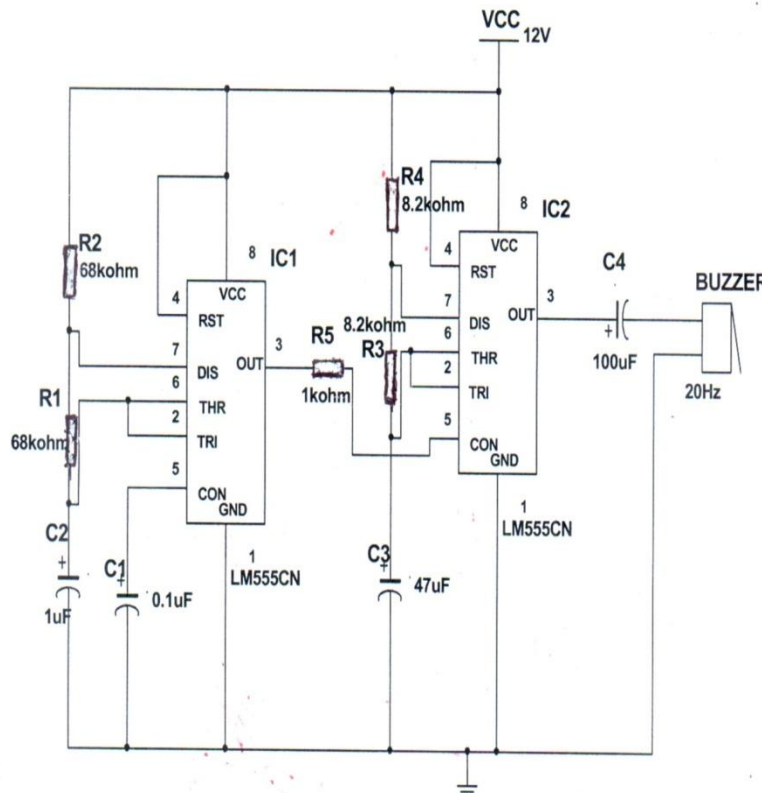 VCC
12V
R4
8.2kohm
8
IC2
VCC
4
RST
C4
BUZZER
R2
68kohm
8
IC1
VCC
4
RST
3
7
DIS
OUT
8.2kohm
6
R3
THR
2
TRI
100uF
20Hz
7
DIS
3
OUT
R5
1kohm
6
THR
R1
68kohm
2
TRI
5
CON
GND
5
CON
GND
1
LM555CN
C2
+
1uF
C1
+
0.1uF
1
LM555CN
C3
+
47uF
+